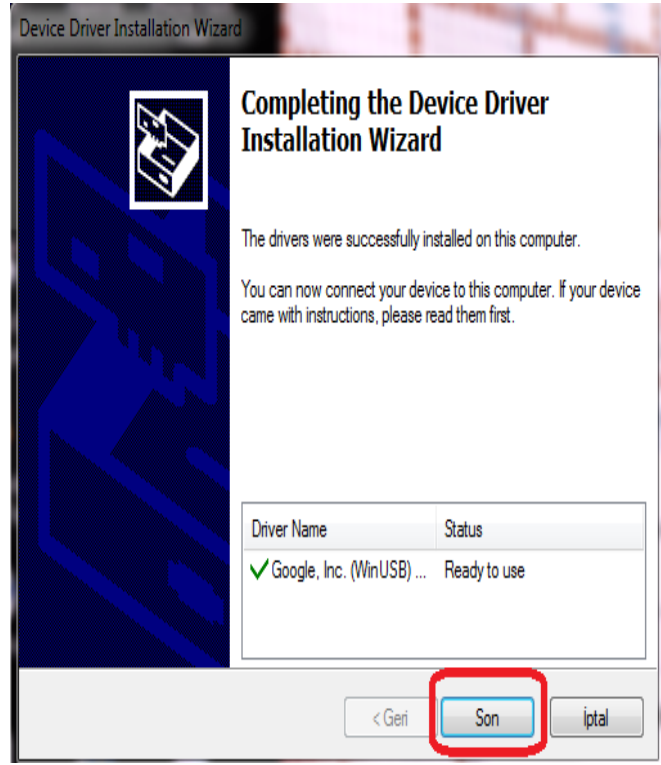 Device Driver Installation Wizard
Completing the Device Driver
Installation Wizard
The drivers were successfully installed on this computer.
You can now connect your device to this computer. If your device
came with instructions, please read them first.
Driver Name Status
Google, Inc. (WinUSB) ... Ready to use
< Geri Son İptal